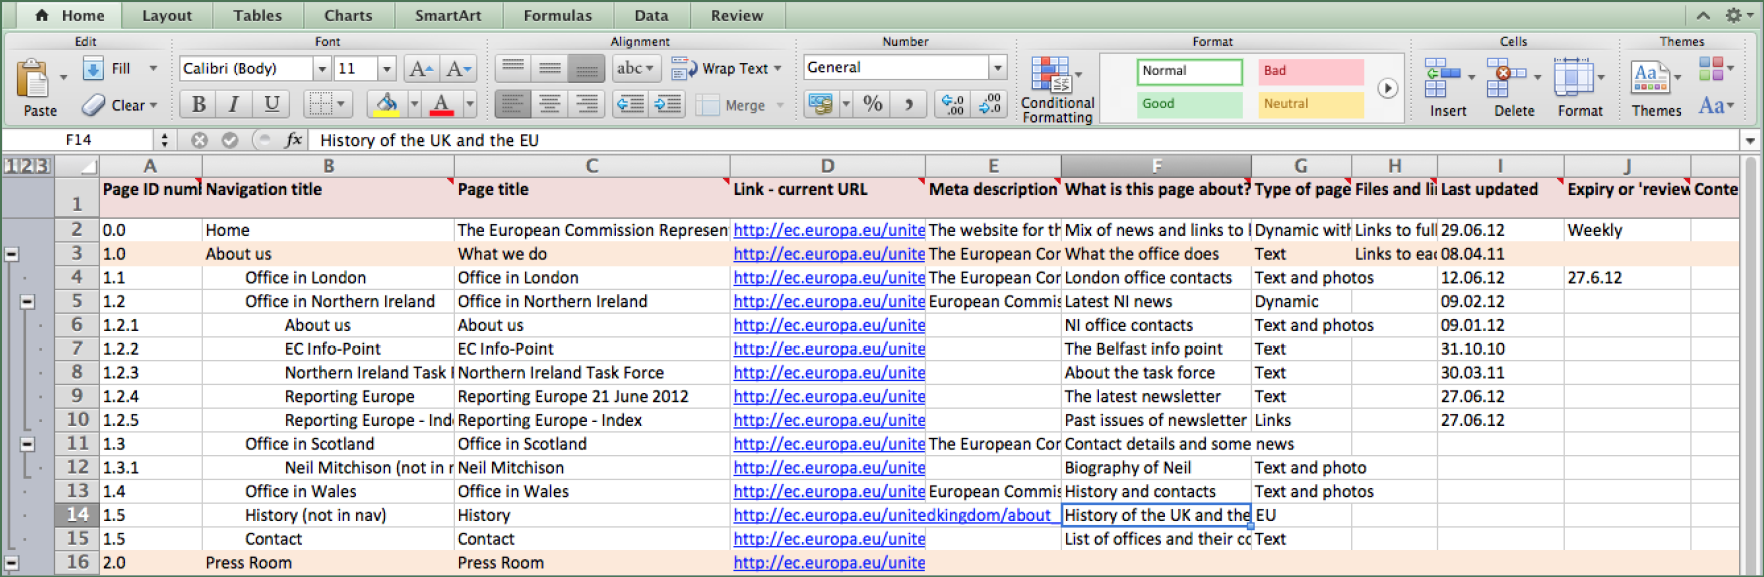 Home Layout Tables Charts SmartArt Formulas Data Review
Edit Font Alignment Number Format Cells Themes
Paste Fill Calibri (Body) 11 A A abc Wrap Text General Conditional Formatting Normal Bad Insert Delete Format Themes Aa
Clear B I U A Merge % , .0 .00 .00 .0 Good Neutral Aa
F14 fx History of the UK and the EU
1 2 3 A B C D E F G H I J
1 Page ID num Navigation title Page title Link - current URL Meta description What is this page about? Type of page Files and li Last updated Expiry or 'review Conte
2 0.0 Home The European Commission Represen http://ec.europa.eu/unite The website for th Mix of news and links to Dynamic with Links to full 29.06.12 Weekly
3 1.0 About us What we do http://ec.europa.eu/unite The European Cor What the office does Text Links to eac 08.04.11
4 1.1 Office in London Office in London http://ec.europa.eu/unite The European Cor London office contacts Text and photos 12.06.12 27.6.12
5 1.2 Office in Northern Ireland Office in Northern Ireland http://ec.europa.eu/unite European Commis Latest NI news Dynamic 09.02.12
6 1.2.1 About us About us http://ec.europa.eu/unite NI office contacts Text and photos 09.01.12
7 1.2.2 EC Info-Point EC Info-Point http://ec.europa.eu/unite The Belfast info point Text 31.10.10
8 1.2.3 Northern Ireland Task F Northern Ireland Task Force http://ec.europa.eu/unite About the task force Text 30.03.11
9 1.2.4 Reporting Europe Reporting Europe 21 June 2012 http://ec.europa.eu/unite The latest newsletter Text 27.06.12
10 1.2.5 Reporting Europe - Ind Reporting Europe - Index http://ec.europa.eu/unite Past issues of newsletter Links 27.06.12
11 1.3 Office in Scotland Office in Scotland http://ec.europa.eu/unite The European Cor Contact details and some news
12 1.3.1 Neil Mitchison (not in n Neil Mitchison http://ec.europa.eu/unite Biography of Neil Text and photo
13 1.4 Office in Wales Office in Wales http://ec.europa.eu/unite European Commis History and contacts Text and photos
14 1.5 History (not in nav) History http://ec.europa.eu/unitedkingdom/about_ History of the UK and the EU
15 1.5 Contact Contact http://ec.europa.eu/unite List of offices and their co Text
16 2.0 Press Room Press Room http://ec.europa.eu/unite